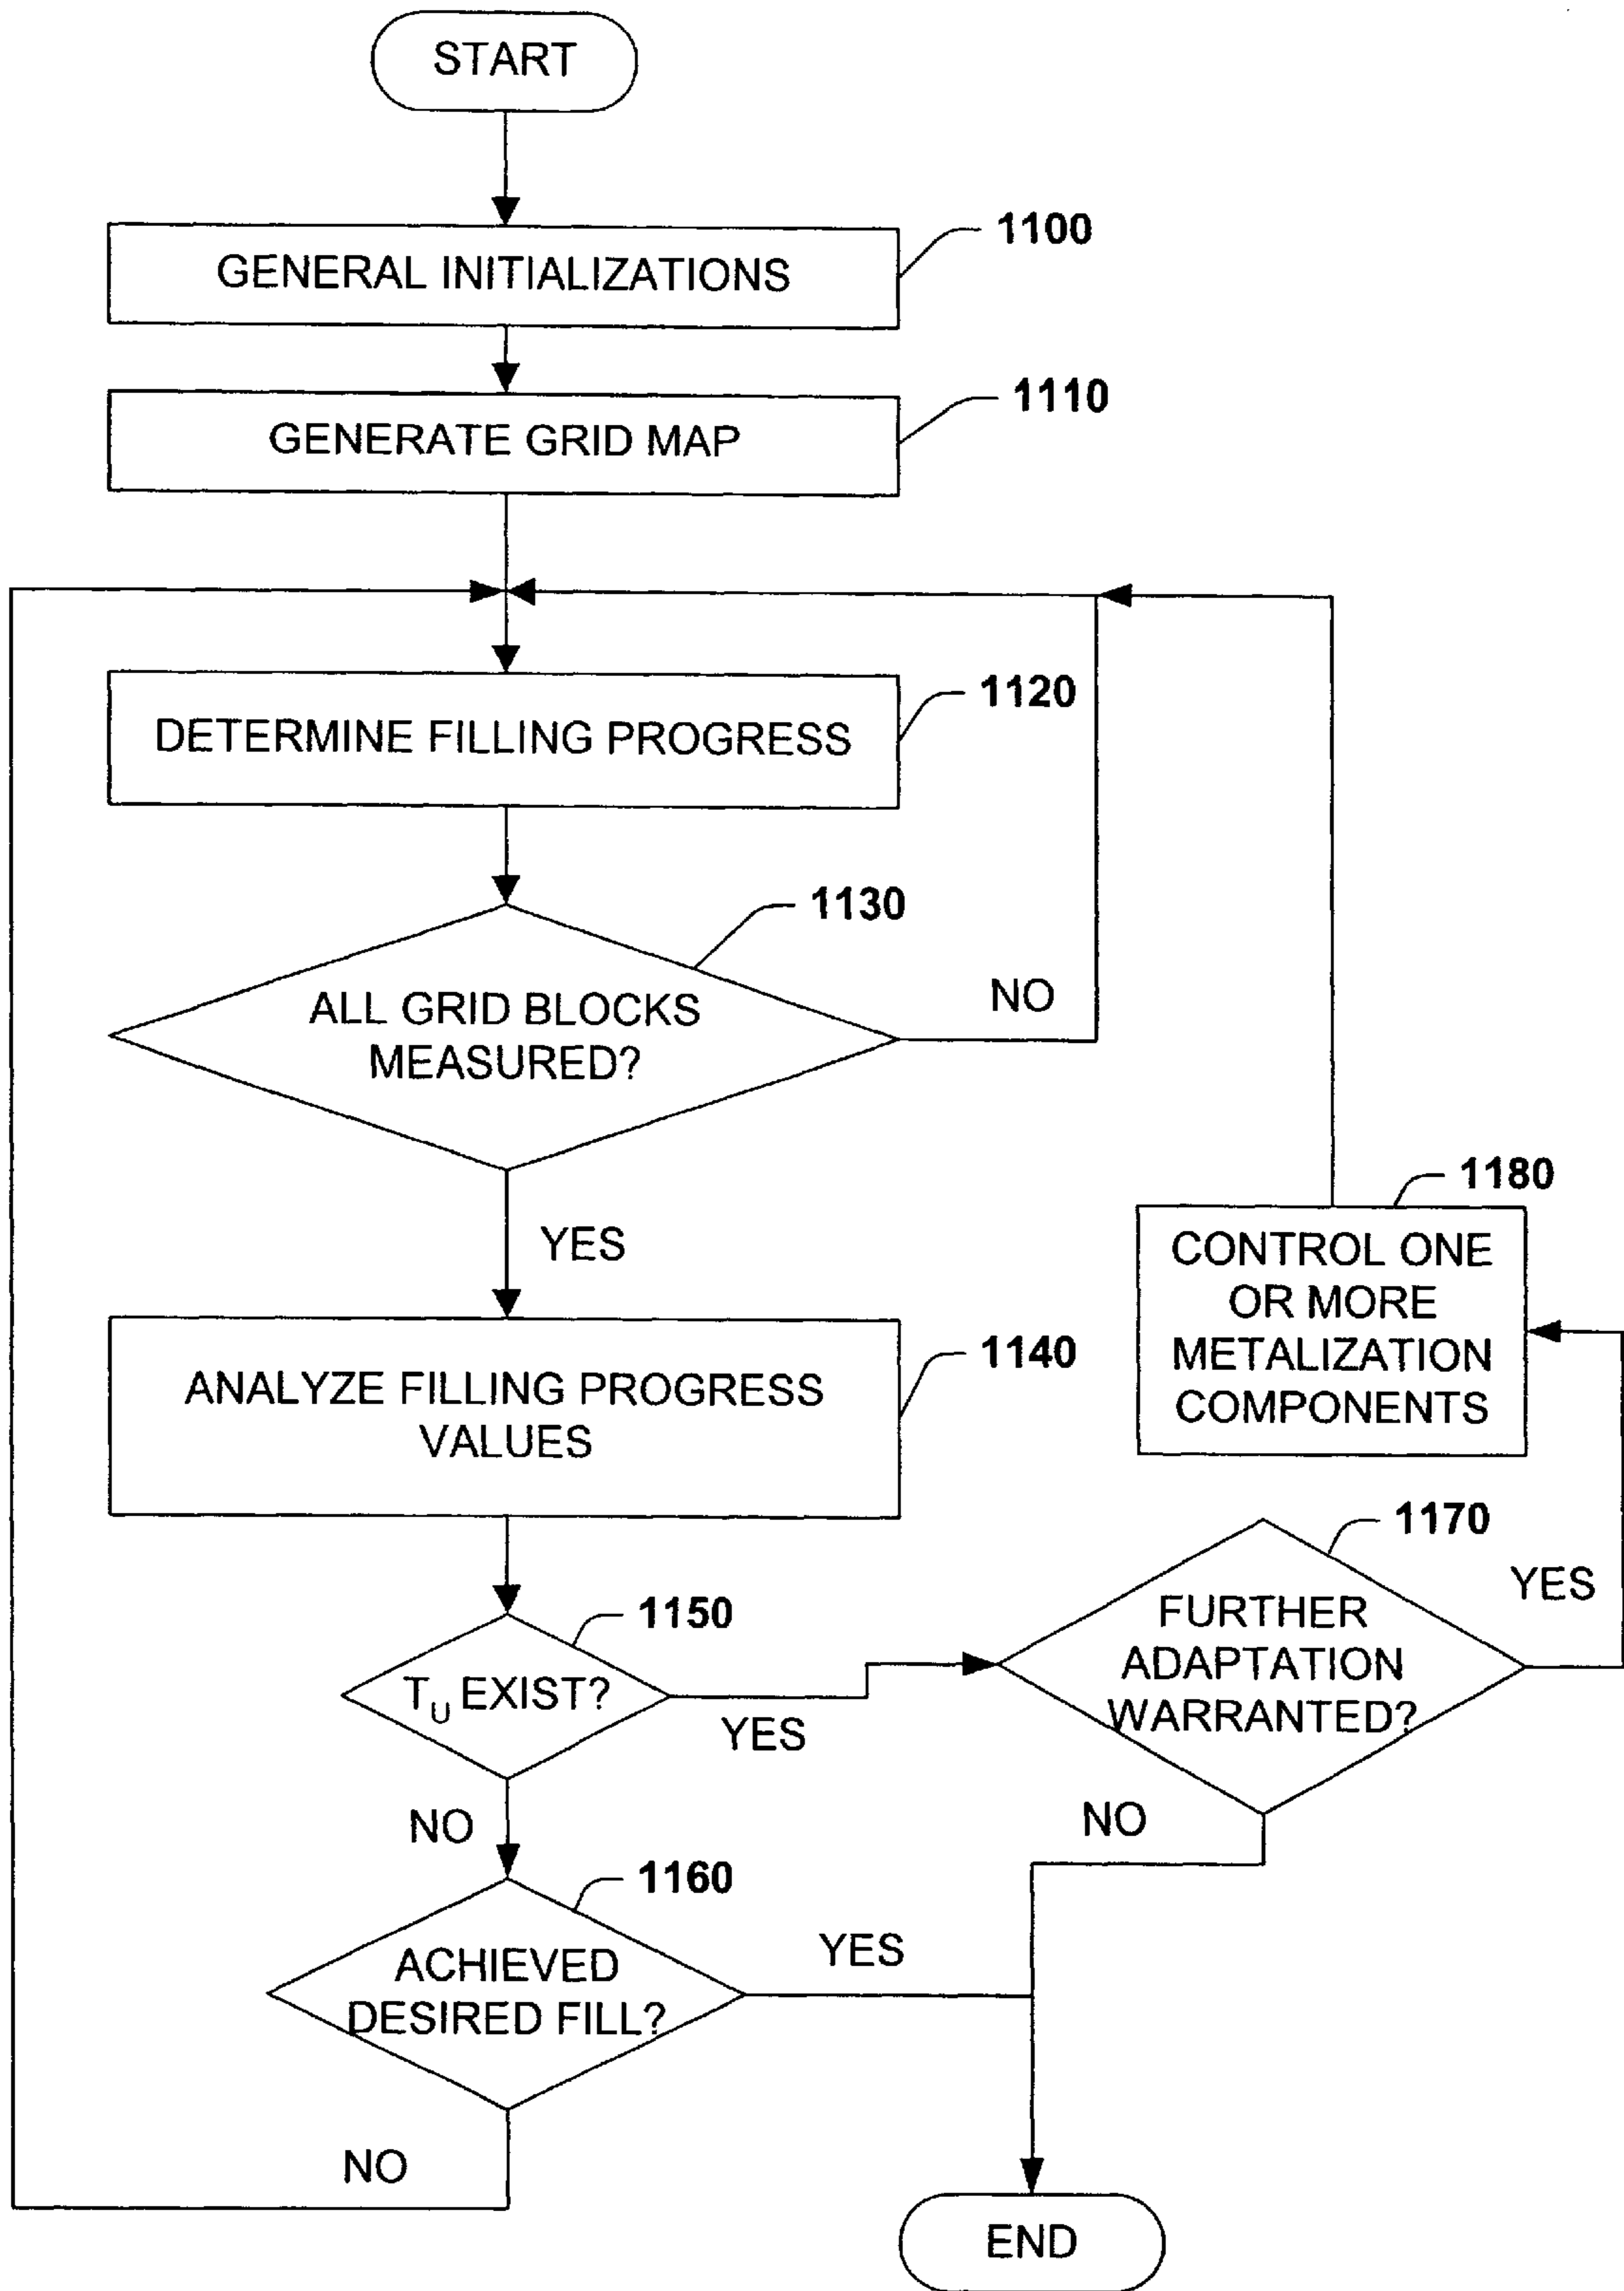 START
1100
GENERAL INITIALIZATIONS
1110
GENERATE GRID MAP
1120
DETERMINE FILLING PROGRESS
1130
ALL GRID BLOCKS
MEASURED?
NO
YES
1140
ANALYZE FILLING PROGRESS
VALUES
1180
CONTROL ONE
OR MORE
METALIZATION
COMPONENTS
1150
T_U EXIST?
YES
1170
FURTHER
ADAPTATION
WARRANTED?
YES
NO
NO
1160
ACHIEVED
DESIRED FILL?
YES
NO
END